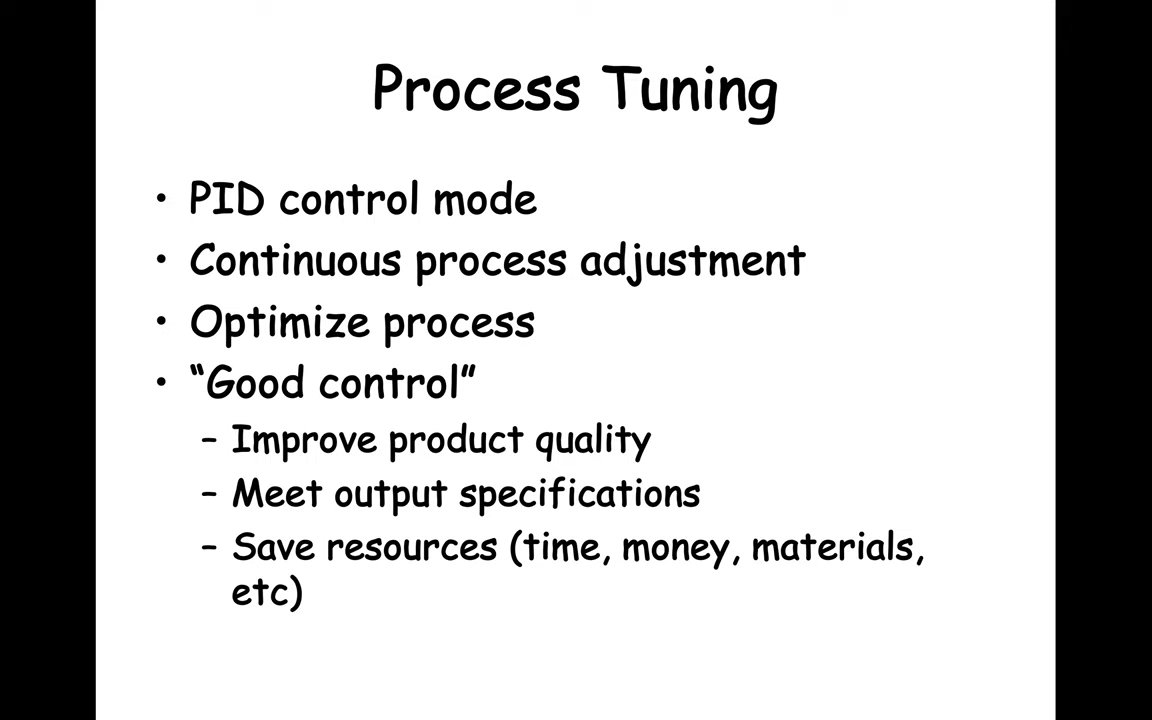 Process Tuning
• PID control mode
• Continuous process adjustment
• Optimize process
• “Good control”
– Improve product quality
– Meet output specifications
– Save resources (time, money, materials,
etc)